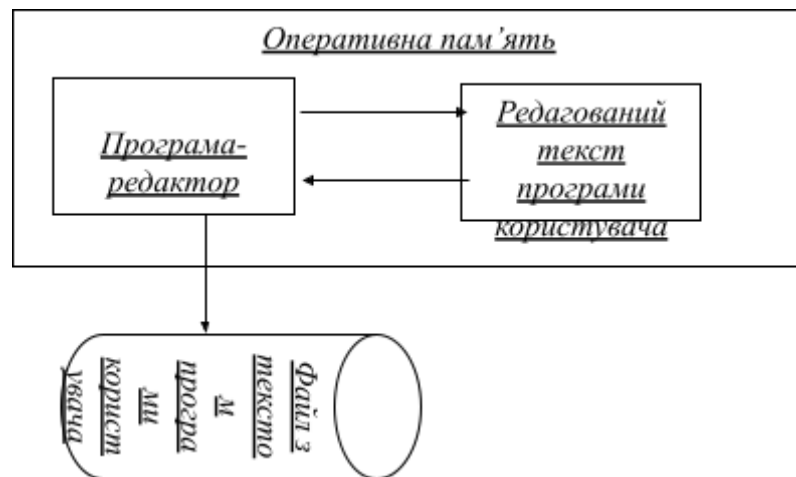 Оперативна пам’ять
Програма-
редактор
Редагований
текст
програми
користувача
Файл з
тексто
м
програ
ми
корист
увача